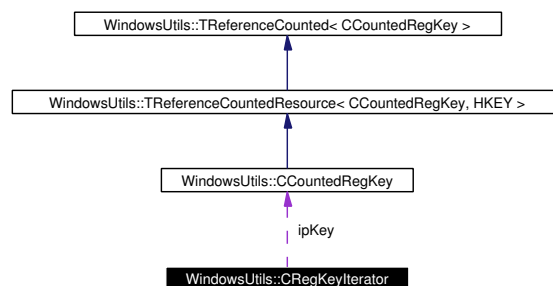 WindowsUtils::TReferenceCounted< CCountedRegKey >
WindowsUtils::TReferenceCountedResource< CCountedRegKey, HKEY >
WindowsUtils::CCountedRegKey
ipKey
WindowsUtils::CRegKeyIterator